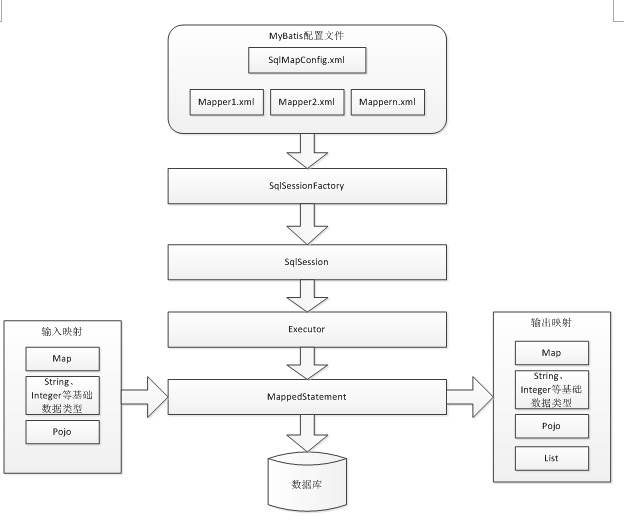 MyBatis配置文件
SqlMapConfig.xml
Mapper1.xml
Mapper2.xml
Mappern.xml
SqlSessionFactory
SqlSession
Executor
MappedStatement
数据库
输入映射
Map
String、
Integer等基础
数据类型
Pojo
输出映射
Map
String、
Integer等基础
数据类型
Pojo
List